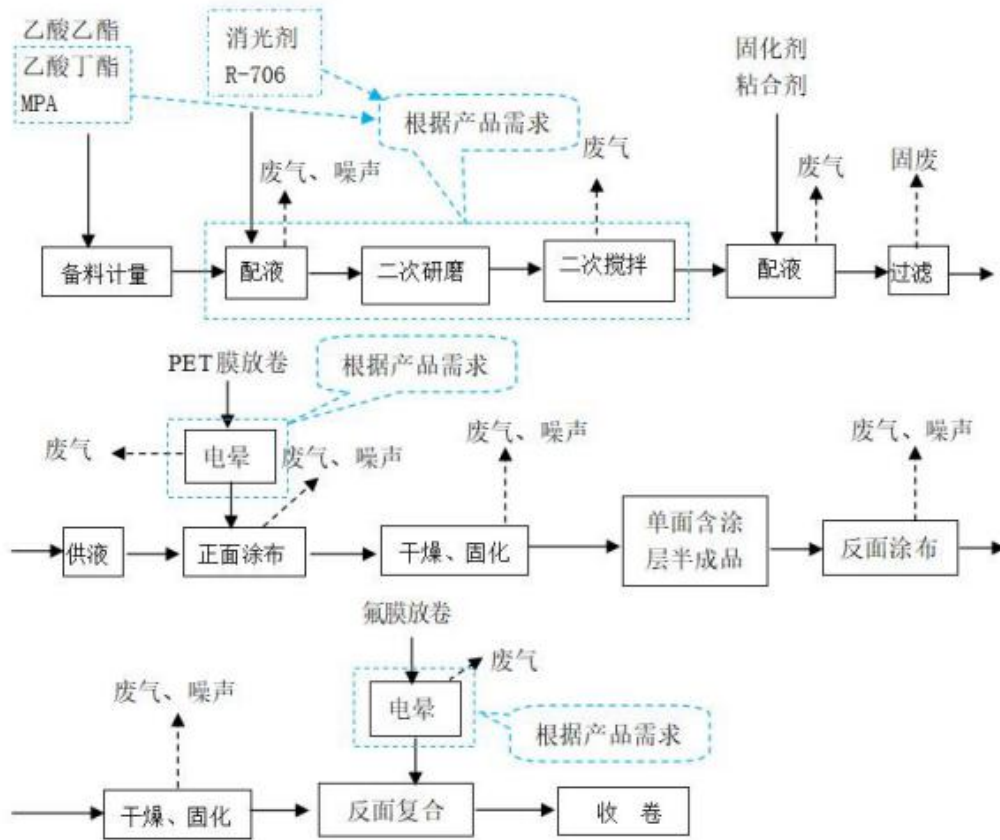 乙酸乙酯
乙酸丁酯
MPA
消光剂
R-706
根据产品需求
固化剂
粘合剂
废气、噪声
废气
废气
固废
备料计量
配液
二次研磨
二次搅拌
配液
过滤
PET膜放卷
根据产品需求
废气
电晕
废气、噪声
废气、噪声
废气、噪声
供液
正面涂布
干燥、固化
单面含涂
层半成品
反面涂布
氟膜放卷
废气、噪声
废气
电晕
根据产品需求
干燥、固化
反面复合
收 卷